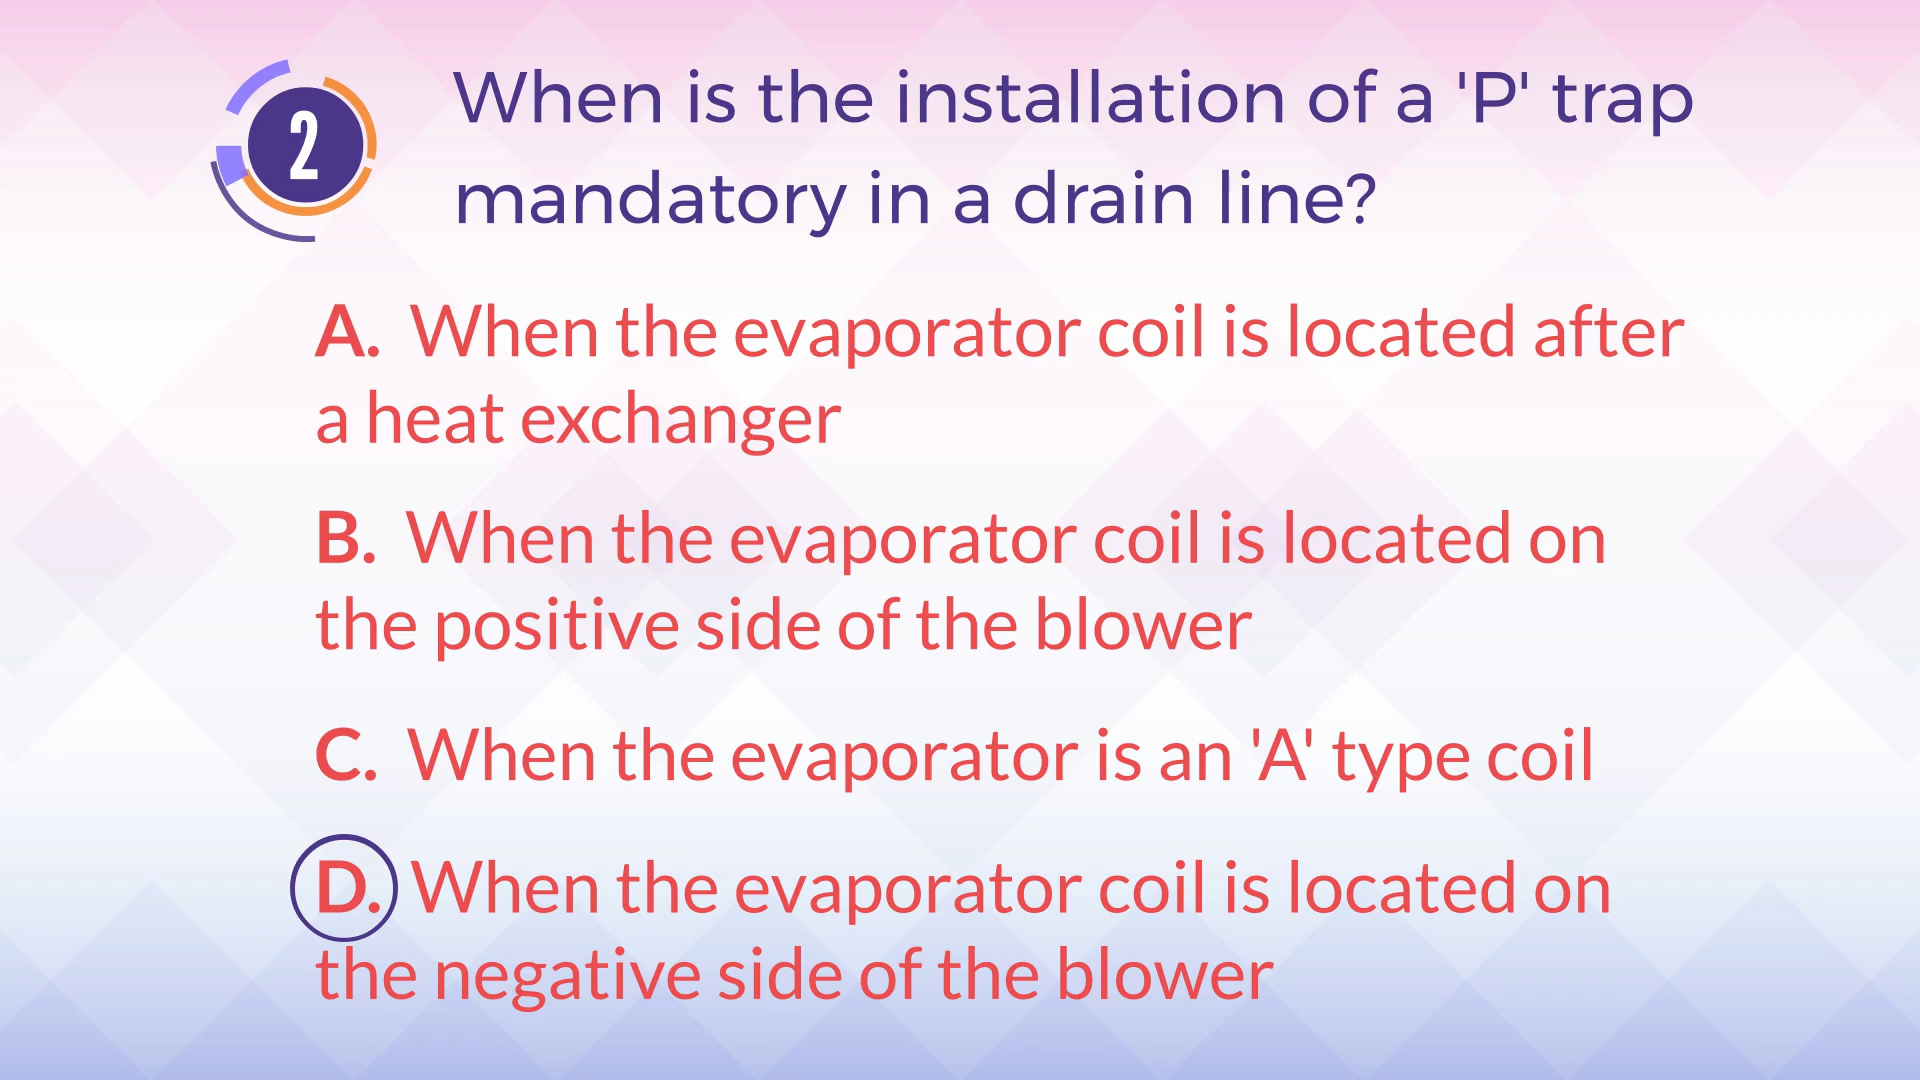 2
When is the installation of a 'P' trap
mandatory in a drain line?
A. When the evaporator coil is located after
a heat exchanger
B. When the evaporator coil is located on
the positive side of the blower
C. When the evaporator is an 'A' type coil
D. When the evaporator coil is located on
the negative side of the blower